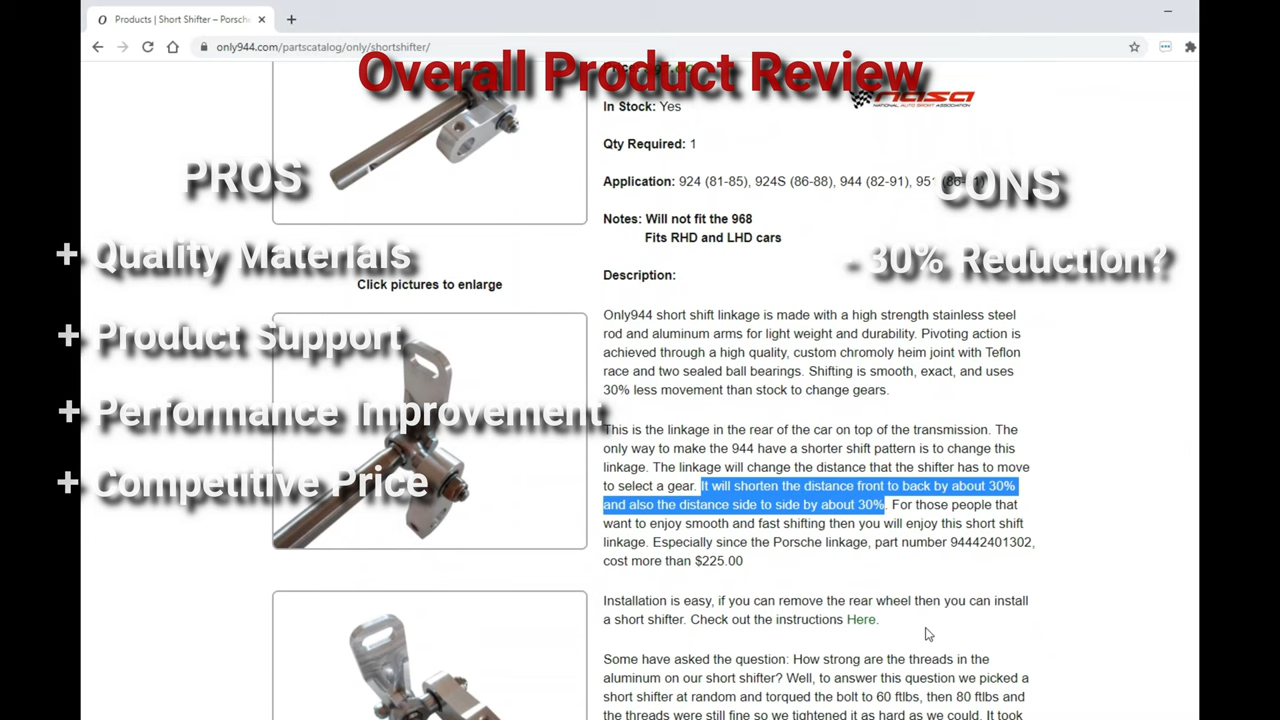 Products | Short Shifter – Porsche
only944.com/partscatalog/only/shortshifter/
Overall Product Review
nasa
NATIONAL AUTO SPORT ASSOCIATION
In Stock: Yes
Qty Required: 1
PROS
CONS
Application: 924 (81-85), 924S (86-88), 944 (82-91), 951 (86-91)
Notes: Will not fit the 968
Fits RHD and LHD cars
+ Quality Materials
- 30% Reduction?
Click pictures to enlarge
Description:
+ Product Support
+ Performance Improvement
+ Competitive Price
Only944 short shift linkage is made with a high strength stainless steel
rod and aluminum arms for light weight and durability. Pivoting action is
achieved through a high quality, custom chromoly heim joint with Teflon
race and two sealed ball bearings. Shifting is smooth, exact, and uses
30% less movement than stock to change gears.
This is the linkage in the rear of the car on top of the transmission. The
only way to make the 944 have a shorter shift pattern is to change this
linkage. The linkage will change the distance that the shifter has to move
to select a gear. It will shorten the distance front to back by about 30%
and also the distance side to side by about 30%. For those people that
want to enjoy smooth and fast shifting then you will enjoy this short shift
linkage. Especially since the Porsche linkage, part number 94442401302,
cost more than $225.00
Installation is easy, if you can remove the rear wheel then you can install
a short shifter. Check out the instructions Here.
Some have asked the question: How strong are the threads in the
aluminum on our short shifter? Well, to answer this question we picked a
short shifter at random and torqued the bolt to 60 ftlbs, then 80 ftlbs and
the threads were still fine so we tightened it as hard as we could. It took